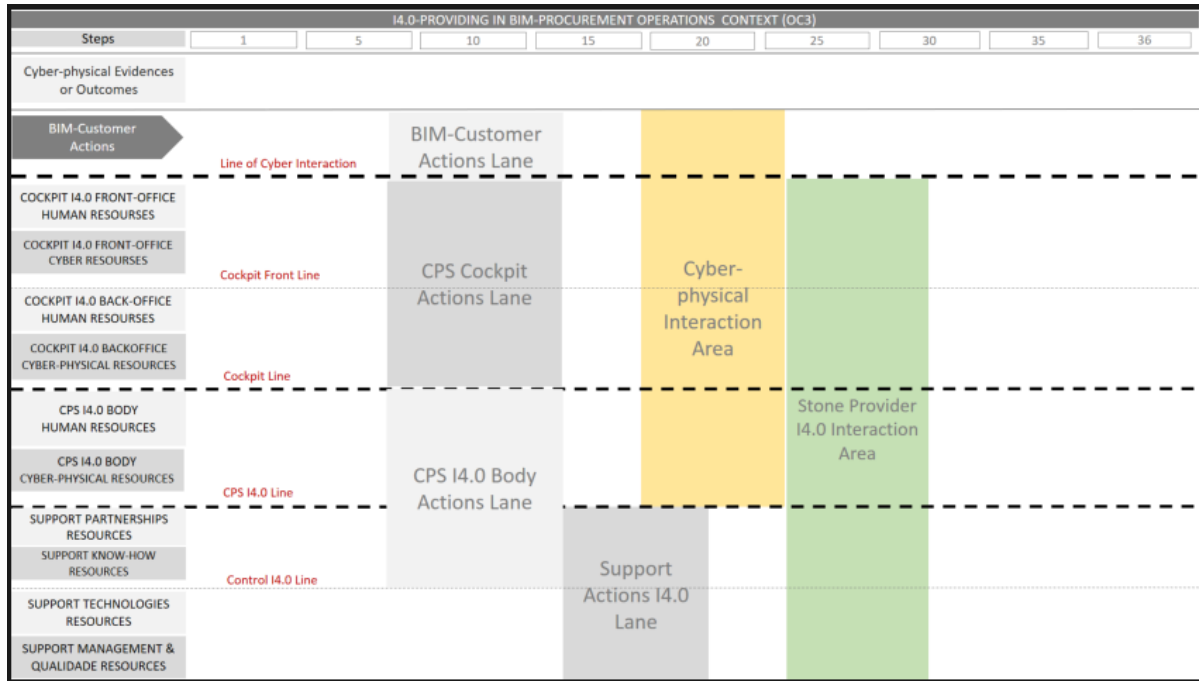 I4.0-PROVIDING IN BIM-PROCUREMENT OPERATIONS CONTEXT (OC3)
Steps 1 5 10 15 20 25 30 35 36
Cyber-physical Evidences
or Outcomes
BIM-Customer
Actions
BIM-Customer
Actions Lane
Line of Cyber Interaction
COCKPIT I4.0 FRONT-OFFICE
HUMAN RESOURSES
COCKPIT I4.0 FRONT-OFFICE
CYBER RESOURSES
Cockpit Front Line
CPS Cockpit
Actions Lane
Cyber-
physical
Interaction
Area
COCKPIT I4.0 BACK-OFFICE
HUMAN RESOURSES
COCKPIT I4.0 BACKOFFICE
CYBER-PHYSICAL RESOURCES
Cockpit Line
CPS I4.0 BODY
HUMAN RESOURCES
Stone Provider
I4.0 Interaction
Area
CPS I4.0 BODY
CYBER-PHYSICAL RESOURCES
CPS I4.0 Line
CPS I4.0 Body
Actions Lane
SUPPORT PARTNERSHIPS
RESOURCES
SUPPORT KNOW-HOW
RESOURCES
Control I4.0 Line
Support
Actions I4.0
Lane
SUPPORT TECHNOLOGIES
RESOURCES
SUPPORT MANAGEMENT &
QUALIDADE RESOURCES